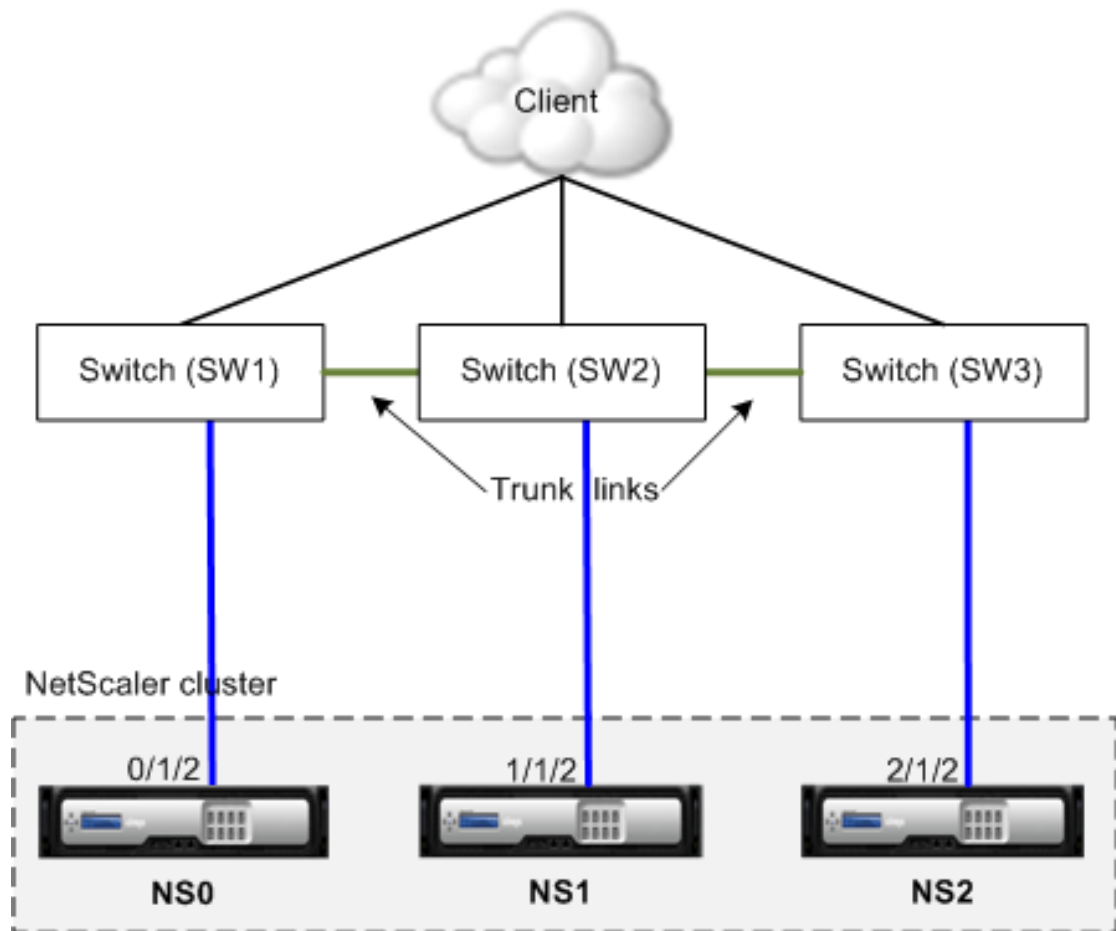 Client
Switch (SW1)
Switch (SW2)
Switch (SW3)
Trunk links
NetScaler cluster
0/1/2
1/1/2
2/1/2
NS0
NS1
NS2